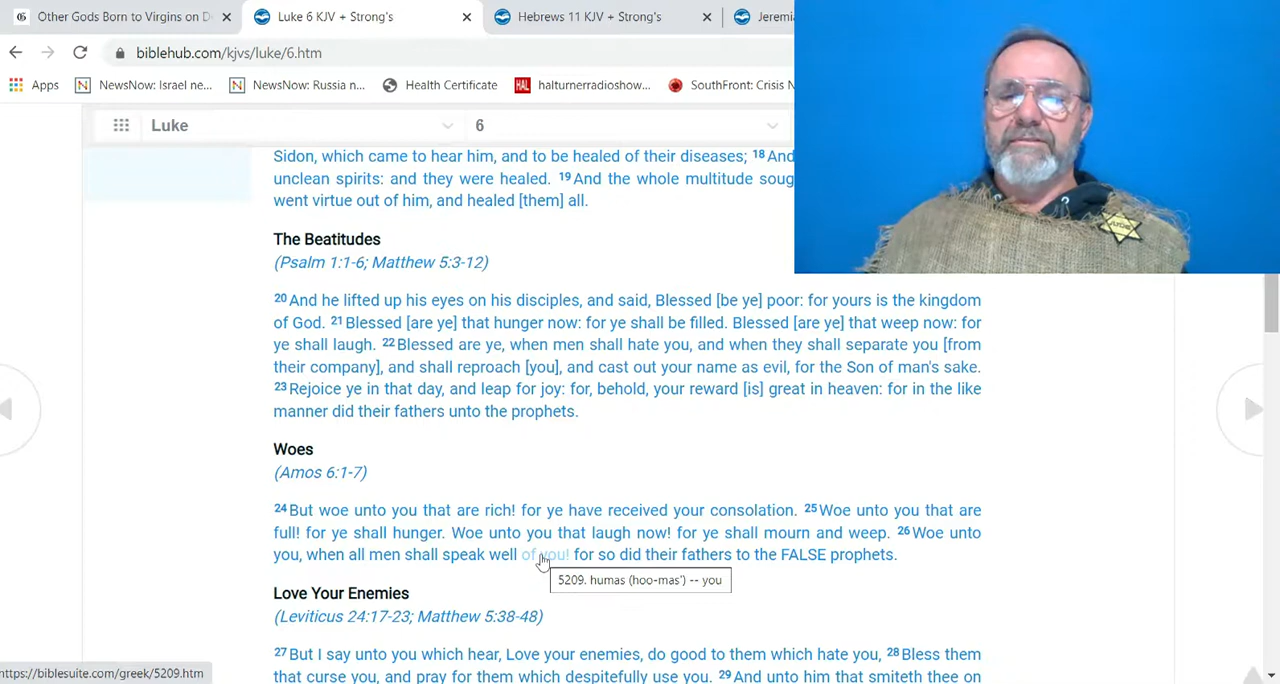 Other Gods Born to Virgins on D
Luke 6 KJV + Strong's
Hebrews 11 KJV + Strong's
Jeremia
biblehub.com/kjvs/luke/6.htm
Apps
NewsNow: Israel ne...
NewsNow: Russia n...
Health Certificate
HAL
halturnerradioshow...
SouthFront: Crisis N
Luke
6
Sidon, which came to hear him, and to be healed of their diseases; 18 And
unclean spirits: and they were healed. 19 And the whole multitude soug
went virtue out of him, and healed [them] all.
The Beatitudes
(Psalm 1:1-6; Matthew 5:3-12)
20 And he lifted up his eyes on his disciples, and said, Blessed [be ye] poor: for yours is the kingdom
of God. 21 Blessed [are ye] that hunger now: for ye shall be filled. Blessed [are ye] that weep now: for
ye shall laugh. 22 Blessed are ye, when men shall hate you, and when they shall separate you [from
their company], and shall reproach [you], and cast out your name as evil, for the Son of man's sake.
23 Rejoice ye in that day, and leap for joy: for, behold, your reward [is] great in heaven: for in the like
manner did their fathers unto the prophets.
Woes
(Amos 6:1-7)
24 But woe unto you that are rich! for ye have received your consolation. 25 Woe unto you that are
full! for ye shall hunger. Woe unto you that laugh now! for ye shall mourn and weep. 26 Woe unto
you, when all men shall speak well of you! for so did their fathers to the FALSE prophets.
5209. humas (hoo-mas') -- you
Love Your Enemies
(Leviticus 24:17-23; Matthew 5:38-48)
27 But I say unto you which hear, Love your enemies, do good to them which hate you, 28 Bless them
that curse you, and pray for them which despitefully use you. 29 And unto him that smiteth thee on
https://biblesuite.com/greek/5209.htm